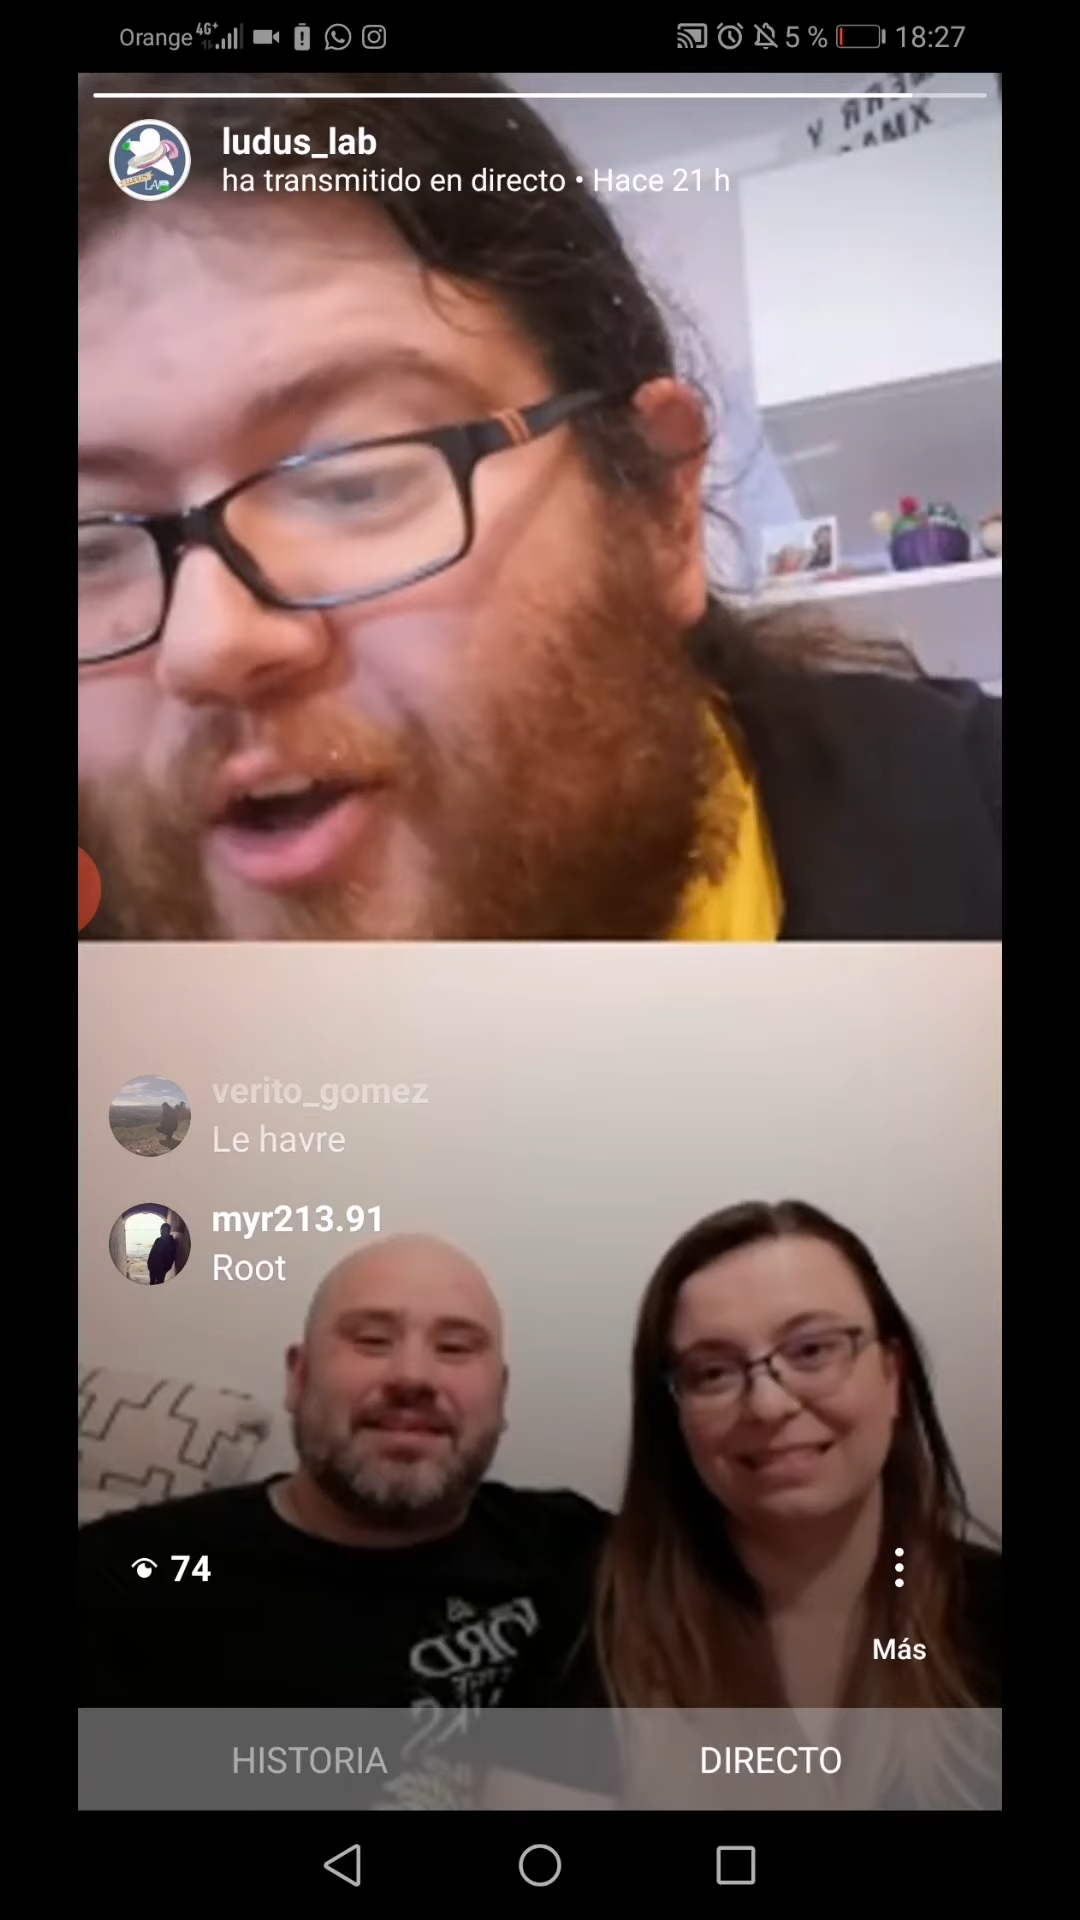 Orange 4G+ 5 % 18:27
ludus_lab
ha transmitido en directo • Hace 21 h
verito_gomez
Le havre
myr213.91
Root
74
Más
HISTORIA
DIRECTO